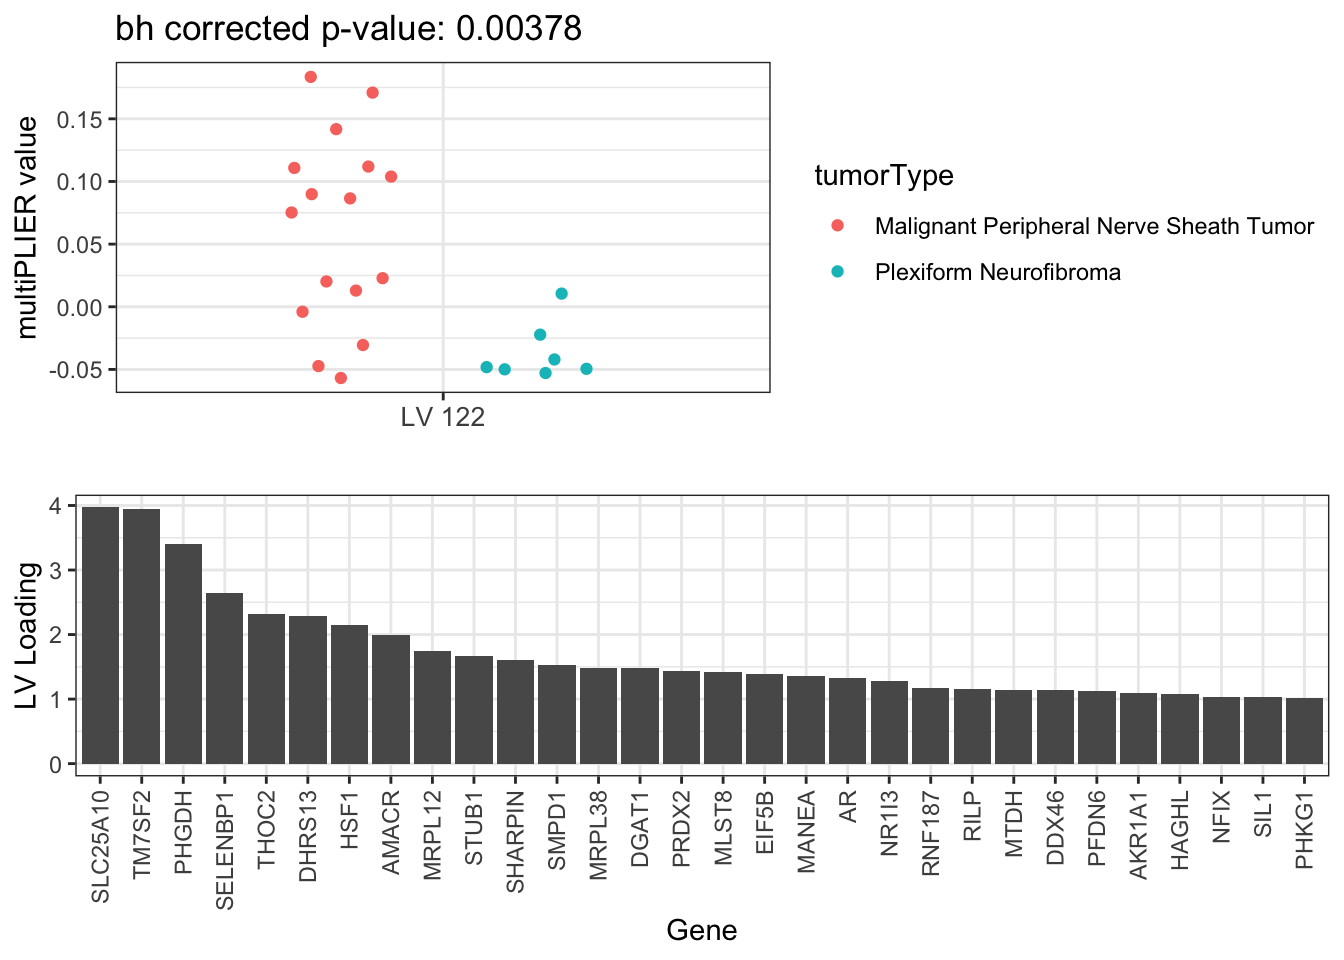 bh corrected p-value: 0.00378
multiPLIER value
0.15
0.10
0.05
0.00
-0.05
LV 122
tumorType
Malignant Peripheral Nerve Sheath Tumor
Plexiform Neurofibroma
LV Loading
4
3
2
1
0
SLC25A10
TM7SF2
PHGDH
SELENBP1
THOC2
DHRS13
HSF1
AMACR
MRPL12
STUB1
SHARPIN
SMPD1
MRPL38
DGAT1
PRDX2
MLST8
EIF5B
MANEA
AR
NR1I3
RNF187
RILP
MTDH
DDX46
PFDN6
AKR1A1
HAGHL
NFIX
SIL1
PHKG1
Gene